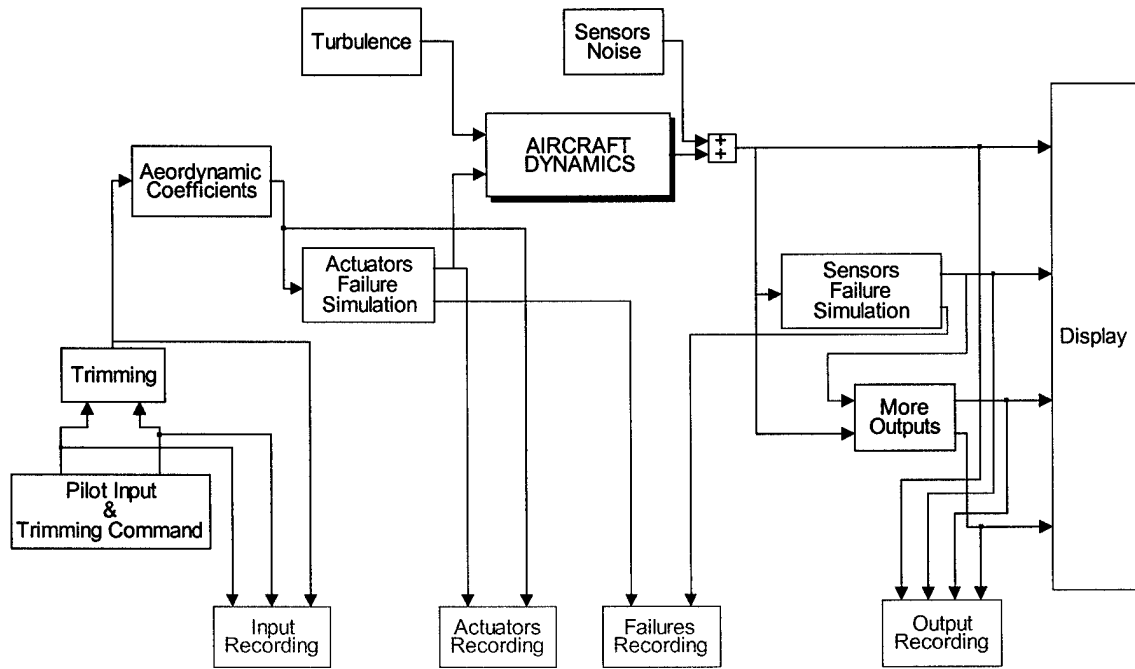 Turbulence
Sensors
Noise
AIRCRAFT
DYNAMICS
+
+
Aeordynamic
Coefficients
Actuators
Failure
Simulation
Sensors
Failure
Simulation
Display
Trimming
More
Outputs
Pilot Input
&
Trimming Command
Input
Recording
Actuators
Recording
Failures
Recording
Output
Recording